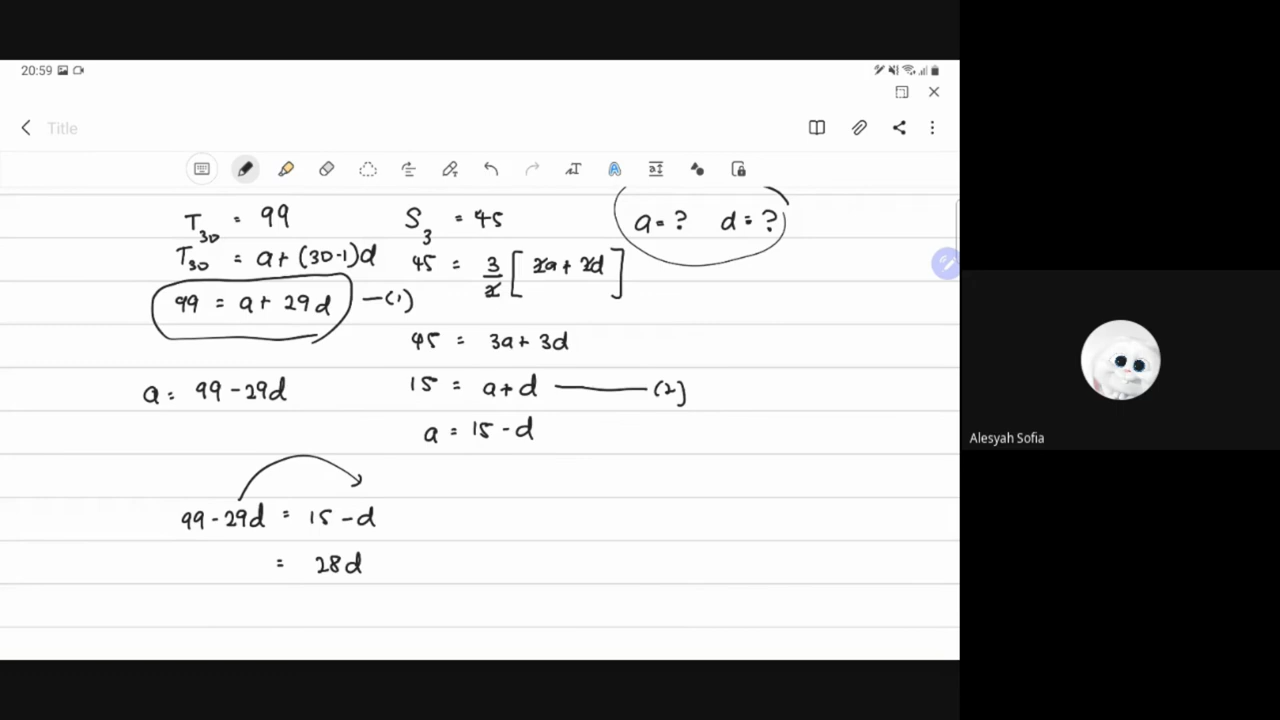 20:59
Title
T30 = 99 S3 = 45 a = ? d = ?
T30 = a + (30-1)d 45 = 3/2 [2a + 2d]
99 = a + 29d —(1)
45 = 3a + 3d
a = 99 - 29d 15 = a + d ——— (2)
a = 15 - d
99 - 29d = 15 - d
= 28d
Alesyah Sofia